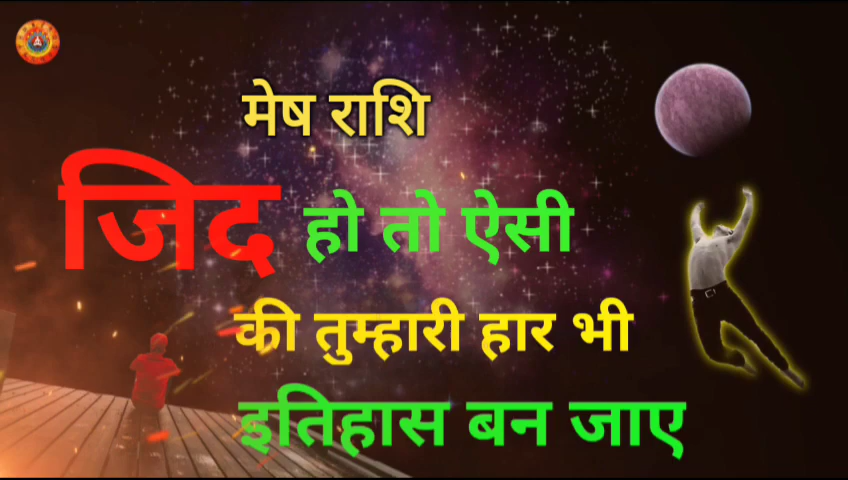 मेष राशि
जिद हो तो ऐसी
की तुम्हारी हार भी
इतिहास बन जाए